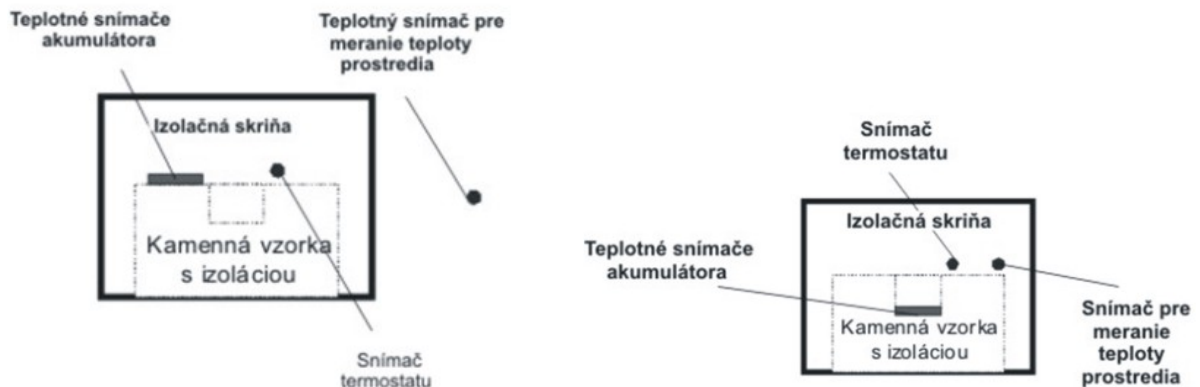 Teplotné snímače
akumulátora
Teplotný snímač pre
meranie teploty
prostredia
Izolačná skriňa
Kamenná vzorka
s izoláciou
Snímač
termostatu
Snímač
termostatu
Izolačná skriňa
Teplotné snímače
akumulátora
Kamenná vzorka
s izoláciou
Snímač pre
meranie
teploty
prostredia